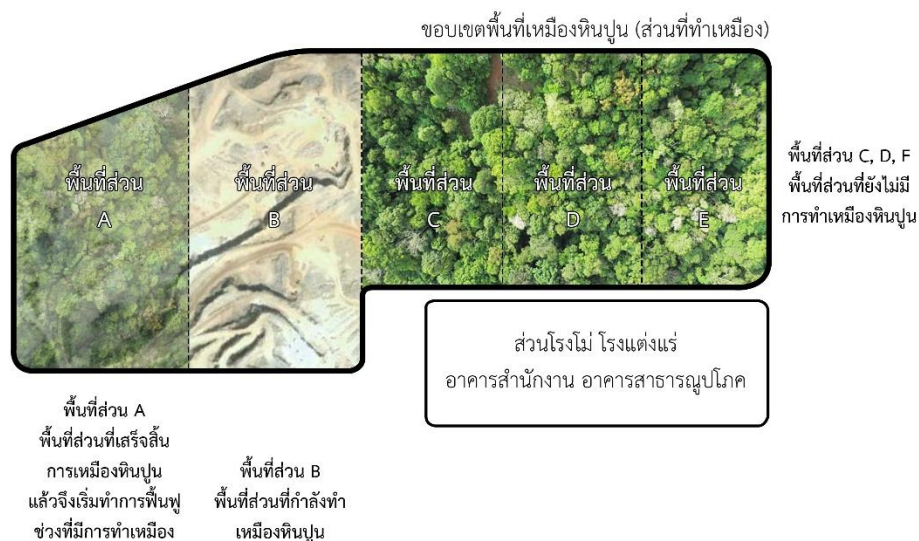 ขอบเขตพื้นที่เหมืองหินปูน (ส่วนที่ทำเหมือง)
พื้นที่ส่วน
A
พื้นที่ส่วน
B
พื้นที่ส่วน
C
พื้นที่ส่วน
D
พื้นที่ส่วน
E
พื้นที่ส่วน C, D, F
พื้นที่ส่วนที่ยังไม่มี
การทำเหมืองหินปูน
ส่วนโรงโม่ โรงแต่งแร่
อาคารสำนักงาน อาคารสาธารณูปโภค
พื้นที่ส่วน A
พื้นที่ส่วนที่เสร็จสิ้น
การเหมืองหินปูน
แล้วจึงเริ่มทำการฟื้นฟู
ช่วงที่มีการทำเหมือง
พื้นที่ส่วน B
พื้นที่ส่วนที่กำลังทำ
เหมืองหินปูน